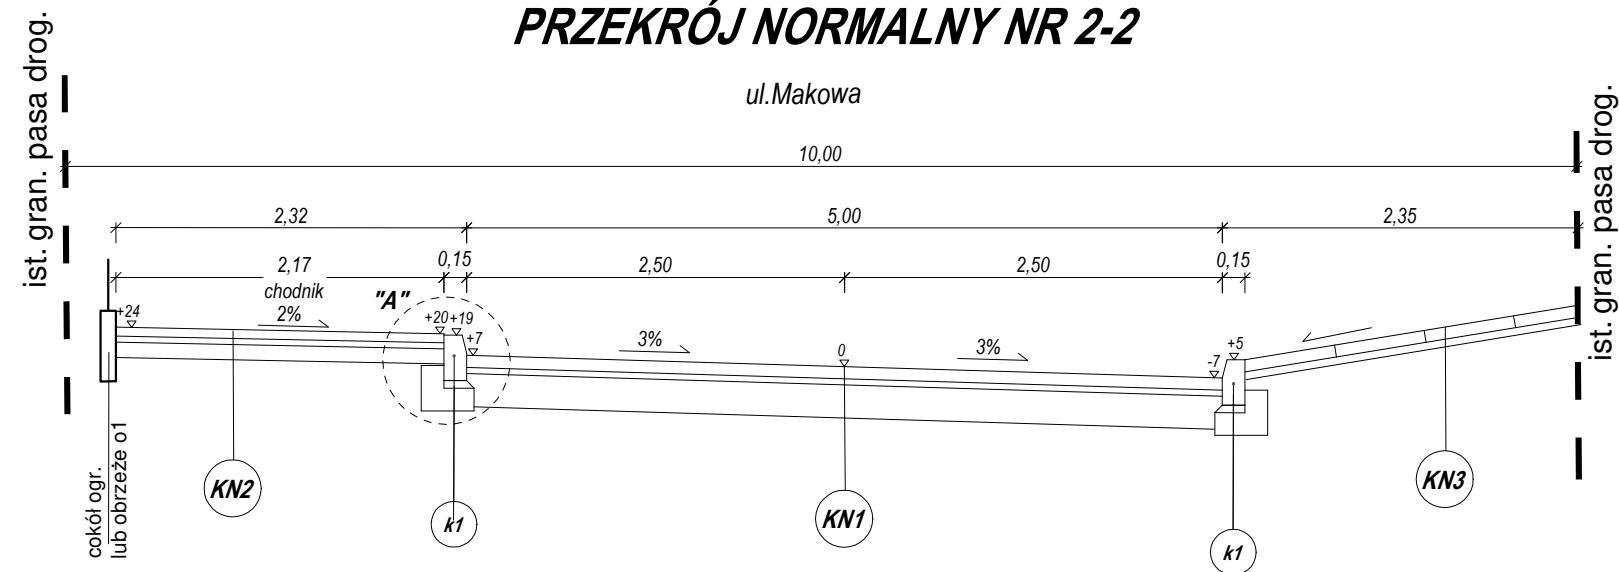 PRZEKRÓJ NORMALNY NR 2-2
ul.Makowa
ist. gran. pasa drog.
ist. gran. pasa drog.
10,00
2,32
5,00
2,35
2,17
0,15
2,50
2,50
0,15
chodnik
2%
"A"
+24
+20
+19
+7
3%
0
3%
-7
+5
cokół ogr.
lub obrzeże o1
KN2
k1
KN1
k1
KN3